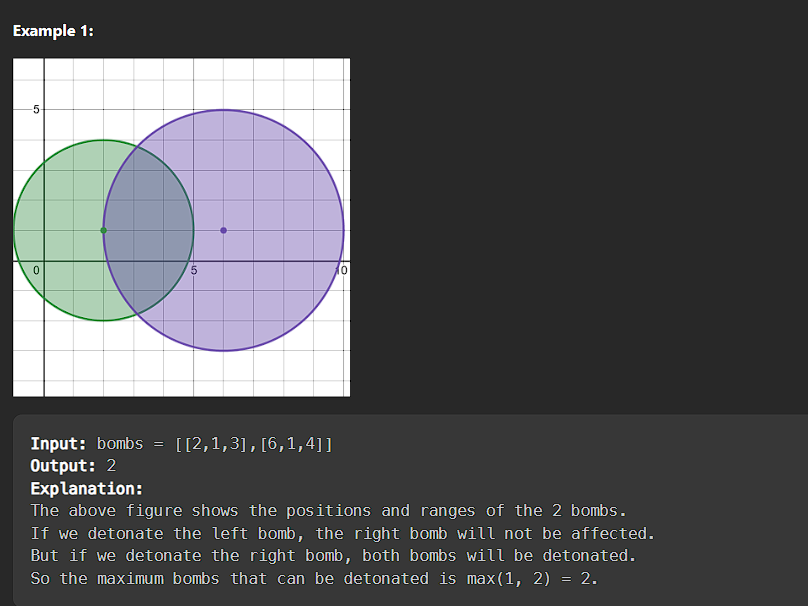 Example 1:
5
0
5
10
Input: bombs = [[2,1,3],[6,1,4]]
Output: 2
Explanation:
The above figure shows the positions and ranges of the 2 bombs.
If we detonate the left bomb, the right bomb will not be affected.
But if we detonate the right bomb, both bombs will be detonated.
So the maximum bombs that can be detonated is max(1, 2) = 2.